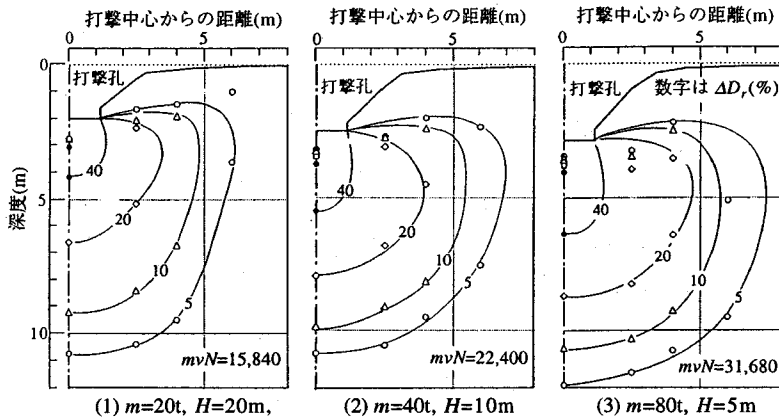 打撃中心からの距離(m)
0
5
打撃中心からの距離(m)
0
5
打撃中心からの距離(m)
0
5
深度(m)
0
5
10
打撃孔
40
20
10
5
mvN=15,840
打撃孔
40
20
10
5
mvN=22,400
打撃孔
数字は ΔDr(%)
40
20
10
5
mvN=31,680
(1) m=20t, H=20m,
(2) m=40t, H=10m
(3) m=80t, H=5m